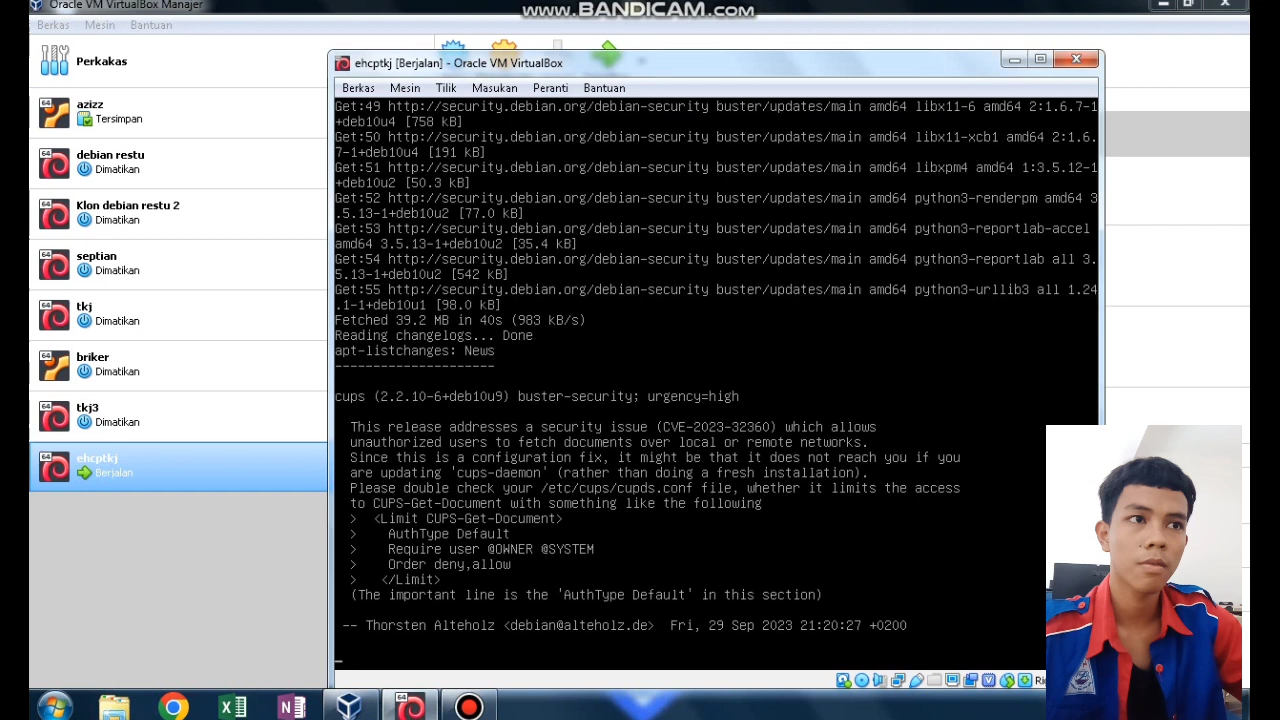 Oracle VM VirtualBox Manajer
WWW.BANDICAM.COM
Berkas Mesin Bantuan
Perkakas
azizz
Tersimpan
debian restu
Dimatikan
Klon debian restu 2
Dimatikan
septian
Dimatikan
tkj
Dimatikan
briker
Dimatikan
tkj3
Dimatikan
ehcptkj
Berjalan
ehcptkj [Berjalan] - Oracle VM VirtualBox
Berkas Mesin Tilik Masukan Peranti Bantuan
Get:49 http://security.debian.org/debian-security buster/updates/main amd64 libx11-6 amd64 2:1.6.7-1
+deb10u4 [758 kB]
Get:50 http://security.debian.org/debian-security buster/updates/main amd64 libx11-xcb1 amd64 2:1.6.
7-1+deb10u4 [191 kB]
Get:51 http://security.debian.org/debian-security buster/updates/main amd64 libxpm4 amd64 1:3.5.12-1
+deb10u2 [50.3 kB]
Get:52 http://security.debian.org/debian-security buster/updates/main amd64 python3-renderpm amd64 3
.5.13-1+deb10u2 [77.0 kB]
Get:53 http://security.debian.org/debian-security buster/updates/main amd64 python3-reportlab-accel
amd64 3.5.13-1+deb10u2 [35.4 kB]
Get:54 http://security.debian.org/debian-security buster/updates/main amd64 python3-reportlab all 3.
5.13-1+deb10u2 [542 kB]
Get:55 http://security.debian.org/debian-security buster/updates/main amd64 python3-urllib3 all 1.24
.1-1+deb10u1 [98.0 kB]
Fetched 39.2 MB in 40s (983 kB/s)
Reading changelogs... Done
apt-listchanges: News
---------------------
cups (2.2.10-6+deb10u9) buster-security; urgency=high
This release addresses a security issue (CVE-2023-32360) which allows
unauthorized users to fetch documents over local or remote networks.
Since this is a configuration fix, it might be that it does not reach you if you
are updating 'cups-daemon' (rather than doing a fresh installation).
Please double check your /etc/cups/cupds.conf file, whether it limits the access
to CUPS-Get-Document with something like the following
> <Limit CUPS-Get-Document>
> AuthType Default
> Require user @OWNER @SYSTEM
> Order deny,allow
> </Limit>
(The important line is the 'AuthType Default' in this section)
-- Thorsten Alteholz <debian@alteholz.de> Fri, 29 Sep 2023 21:20:27 +0200